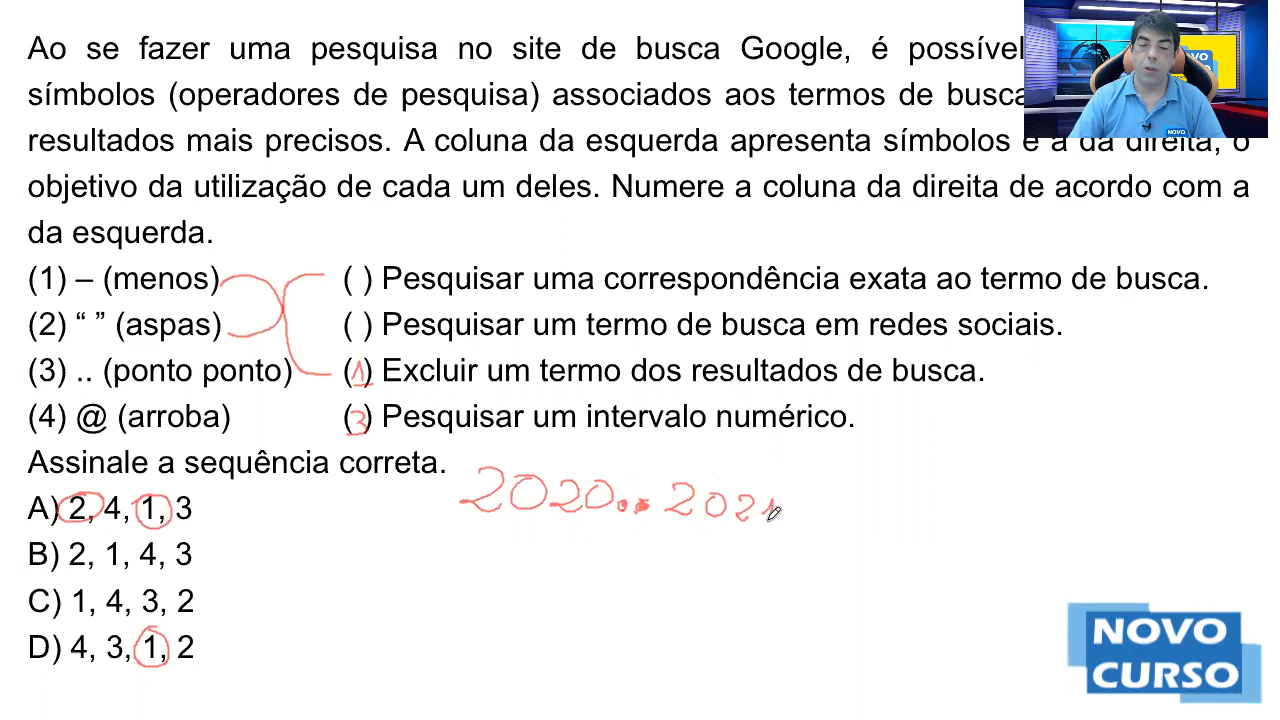 Ao se fazer uma pesquisa no site de busca Google, é possível
símbolos (operadores de pesquisa) associados aos termos de busca
resultados mais precisos. A coluna da esquerda apresenta símbolos e a da direita, o
objetivo da utilização de cada um deles. Numere a coluna da direita de acordo com a
da esquerda.
(1) – (menos) ( ) Pesquisar uma correspondência exata ao termo de busca.
(2) “ ” (aspas) ( ) Pesquisar um termo de busca em redes sociais.
(3) .. (ponto ponto) (1) Excluir um termo dos resultados de busca.
(4) @ (arroba) (3) Pesquisar um intervalo numérico.
Assinale a sequência correta.
A) 2, 4, 1, 3
2020..2021
B) 2, 1, 4, 3
C) 1, 4, 3, 2
D) 4, 3, 1, 2
NOVO
CURSO
NOVO